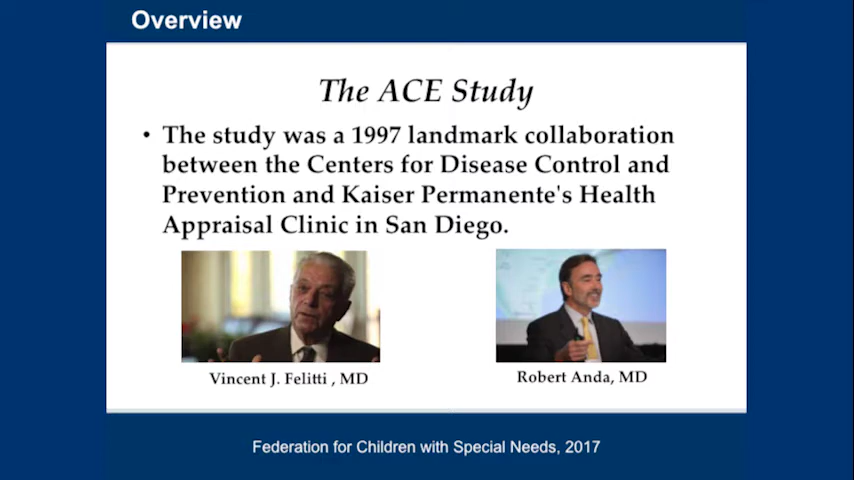 Overview
The ACE Study
• The study was a 1997 landmark collaboration
between the Centers for Disease Control and
Prevention and Kaiser Permanente's Health
Appraisal Clinic in San Diego.
Vincent J. Felitti , MD
Robert Anda, MD
Federation for Children with Special Needs, 2017